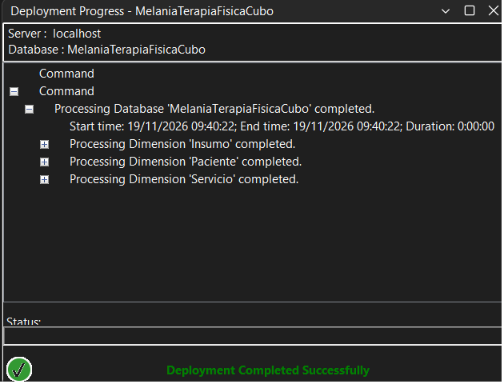 Deployment Progress - MelaniaTerapiaFisicaCubo
Server : localhost
Database : MelaniaTerapiaFisicaCubo
Command
Command
Processing Database 'MelaniaTerapiaFisicaCubo' completed.
Start time: 19/11/2026 09:40:22; End time: 19/11/2026 09:40:22; Duration: 0:00:00
Processing Dimension 'Insumo' completed.
Processing Dimension 'Paciente' completed.
Processing Dimension 'Servicio' completed.
Status:
Deployment Completed Successfully